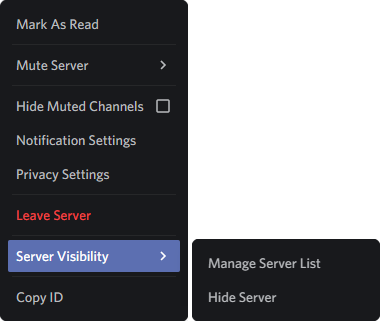 Mark As Read
Mute Server
Hide Muted Channels
Notification Settings
Privacy Settings
Leave Server
Server Visibility
Manage Server List
Hide Server
Copy ID